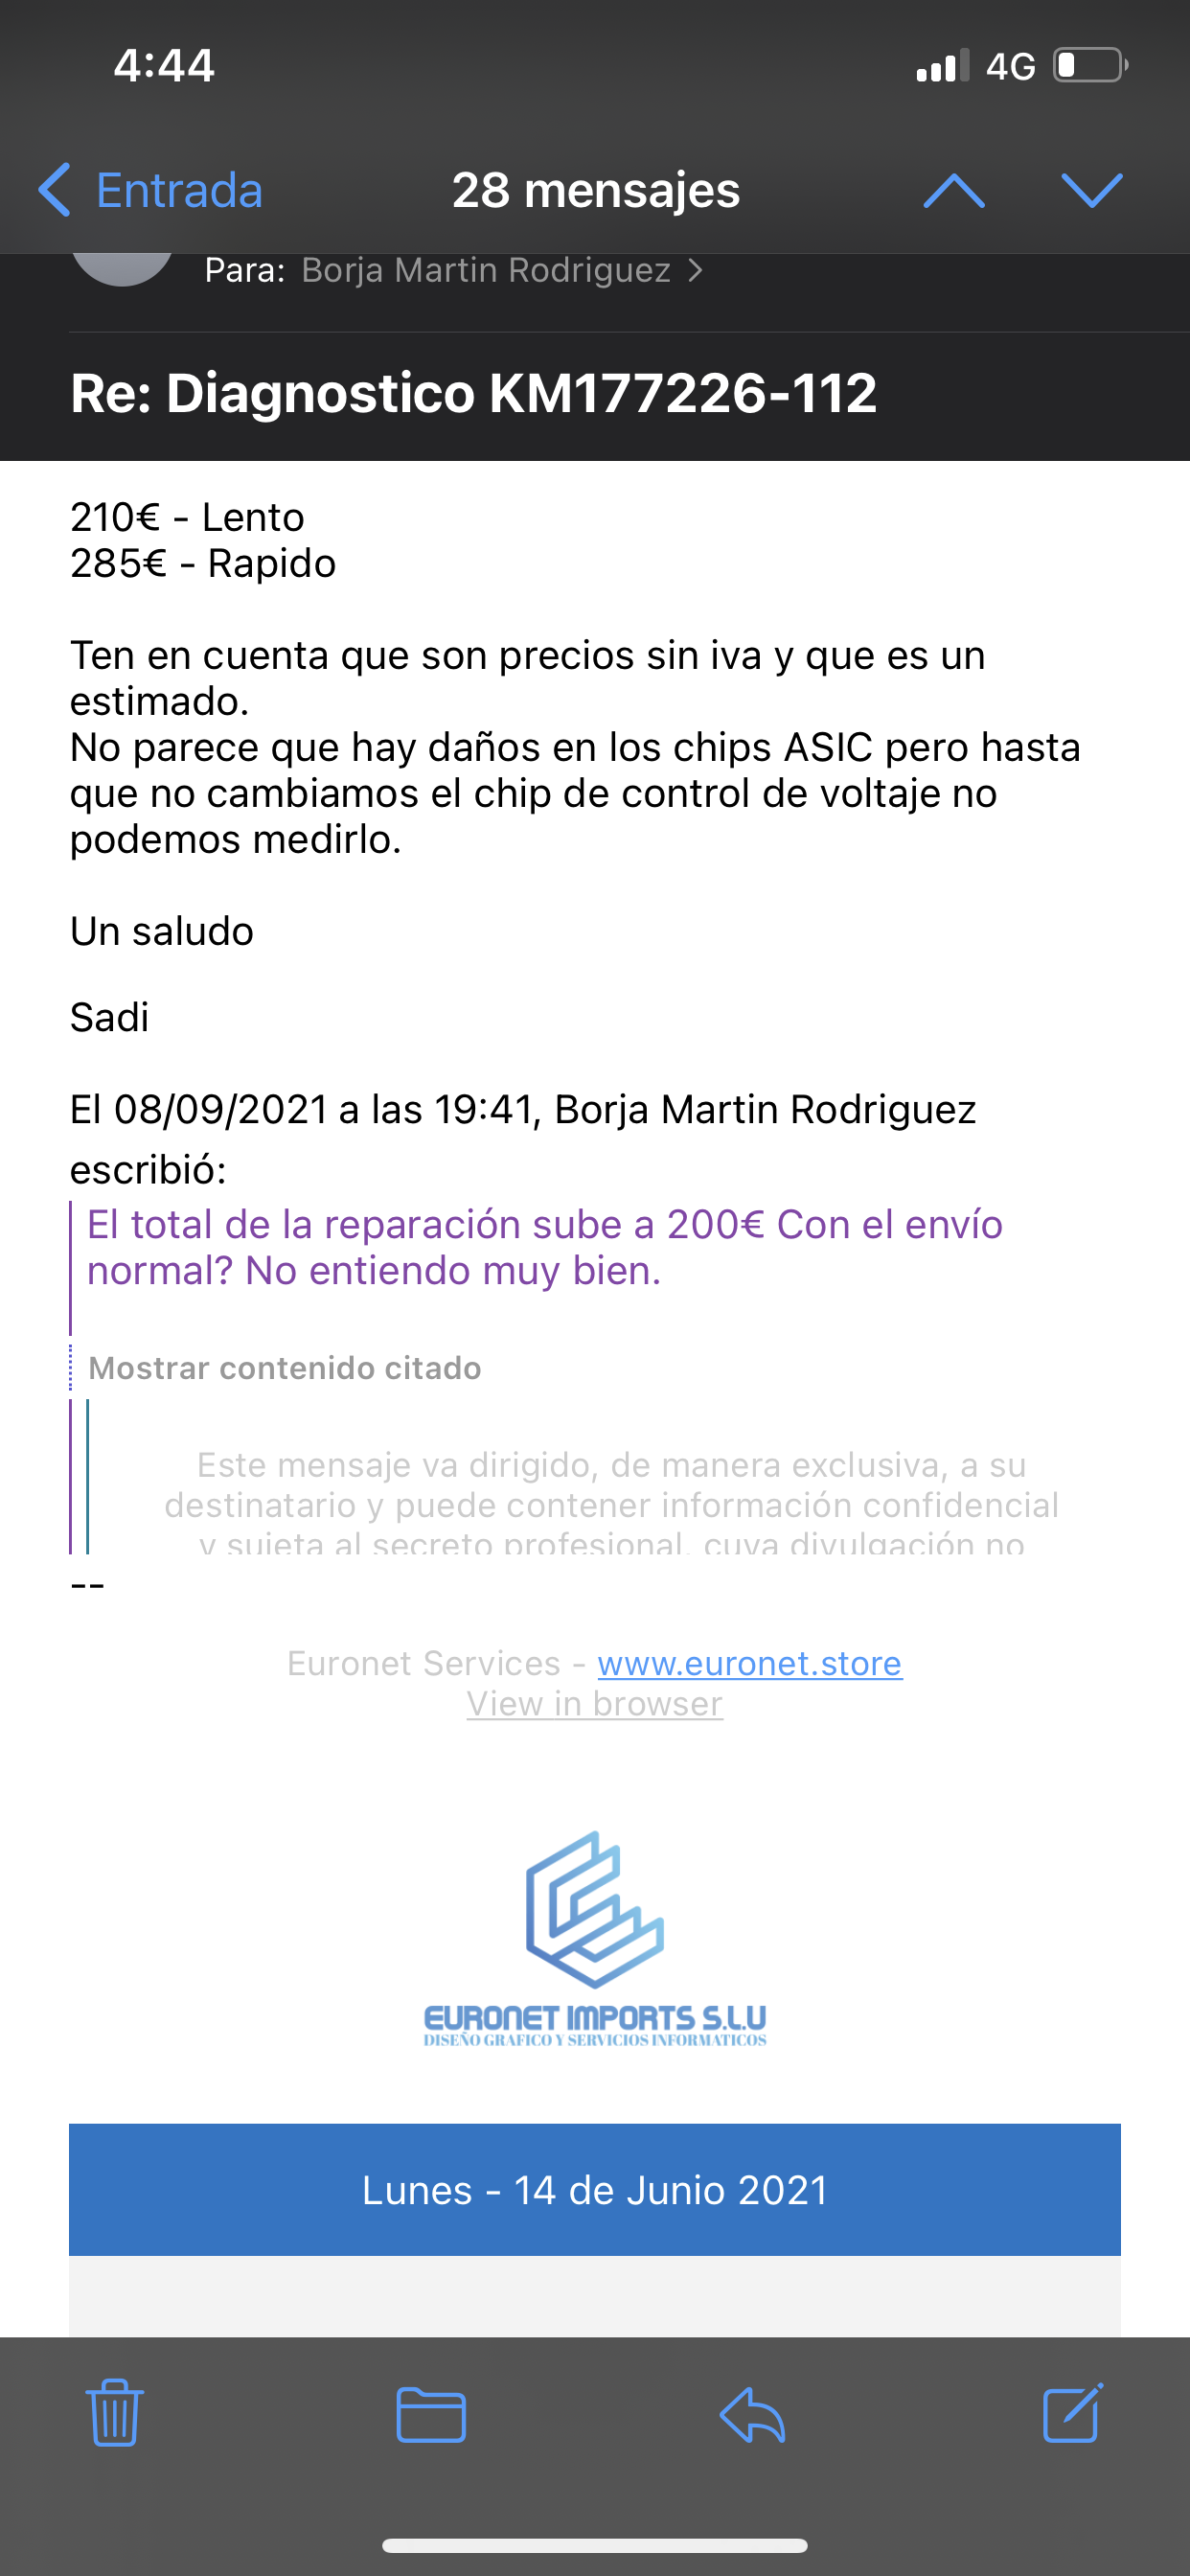 4:44
4G
Entrada
28 mensajes
Para: Borja Martin Rodriguez
Re: Diagnostico KM177226-112
210€ - Lento
285€ - Rapido
Ten en cuenta que son precios sin iva y que es un
estimado.
No parece que hay daños en los chips ASIC pero hasta
que no cambiamos el chip de control de voltaje no
podemos medirlo.
Un saludo
Sadi
El 08/09/2021 a las 19:41, Borja Martin Rodriguez
escribió:
El total de la reparación sube a 200€ Con el envío
normal? No entiendo muy bien.
Mostrar contenido citado
Este mensaje va dirigido, de manera exclusiva, a su
destinatario y puede contener información confidencial
y sujeta al secreto profesional, cuya divulgación no
--
Euronet Services - www.euronet.store
View in browser
EURONET IMPORTS S.L.U
DISEÑO GRAFICO Y SERVICIOS INFORMATICOS
Lunes - 14 de Junio 2021